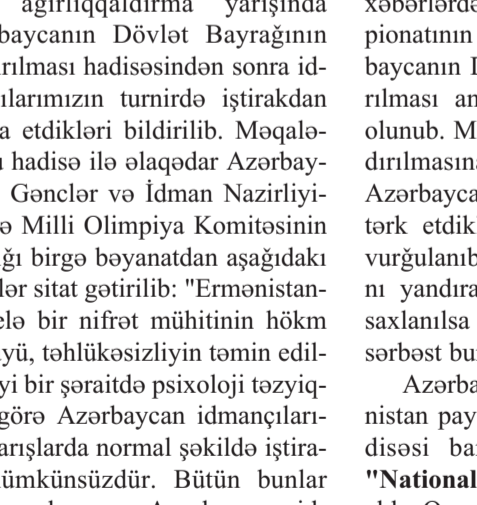 ağırlıqqaldırma yarışında
baycanın Dövlət Bayrağının
rılması hadisəsindən sonra id-
ılarımızın turnirdə iştirakdan
a etdikləri bildirilib. Məqalə-
hadisə ilə əlaqədar Azərbay-
Gənclər və İdman Nazirliyi-
ə Milli Olimpiya Komitəsinin
ğı birgə bəyanatdan aşağıdakı
lər sitat gətirilib: "Ermənistan-
elə bir nifrət mühitinin hökm
yü, təhlükəsizliyin təmin edil-
yi bir şəraitdə psixoloji təzyiq-
görə Azərbaycan idmançıları-
arışlarda normal şəkildə iştira-
ümkünsüzdür. Bütün bunlar
xəbərlərdə
pionatının
baycanın
rılması an
olunub. M
dırılmasına
Azərbayca
tərk etdik
vurğulanıb
nı yandıra
saxlanılsa
sərbəst bu
Azərba
nistan pay
disəsi ba
"National